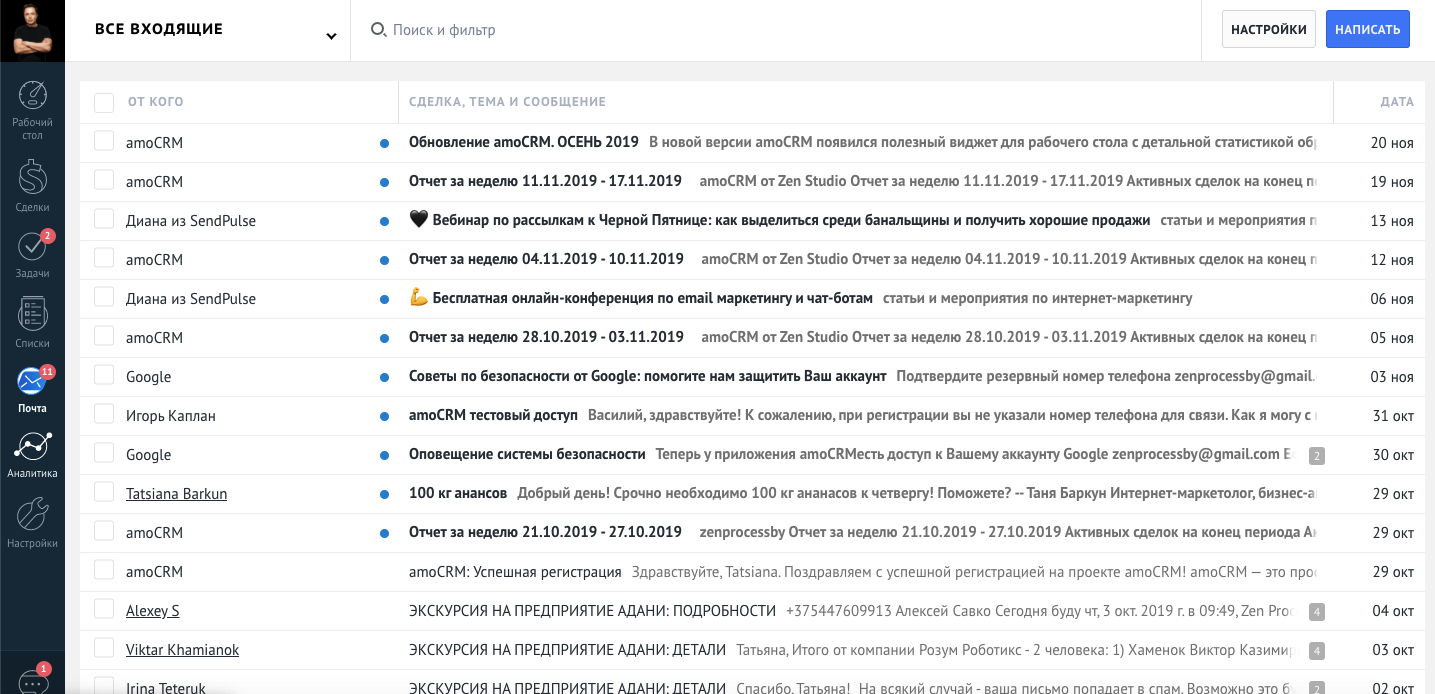 ВСЕ ВХОДЯЩИЕ
Поиск и фильтр
НАСТРОЙКИ
НАПИСАТЬ
Рабочий
стол
Сделки
2
Задачи
Списки
11
Почта
Аналитика
Настройки
1
ОТ КОГО СДЕЛКА, ТЕМА И СООБЩЕНИЕ ДАТА
amoCRM Обновление amoCRM. ОСЕНЬ 2019 В новой версии amoCRM появился полезный виджет для рабочего стола с детальной статистикой 20 ноя
amoCRM Отчет за неделю 11.11.2019 - 17.11.2019 amoCRM от Zen Studio Отчет за неделю 11.11.2019 - 17.11.2019 Активных сделок на конец 19 ноя
Диана из SendPulse 🖤 Вебинар по рассылкам к Черной Пятнице: как выделиться среди банальщины и получить хорошие продажи статьи и мероприятия 13 ноя
amoCRM Отчет за неделю 04.11.2019 - 10.11.2019 amoCRM от Zen Studio Отчет за неделю 04.11.2019 - 10.11.2019 Активных сделок на конец 12 ноя
Диана из SendPulse 💪 Бесплатная онлайн-конференция по email маркетингу и чат-ботам статьи и мероприятия по интернет-маркетингу 06 ноя
amoCRM Отчет за неделю 28.10.2019 - 03.11.2019 amoCRM от Zen Studio Отчет за неделю 28.10.2019 - 03.11.2019 Активных сделок на конец 05 ноя
Google Советы по безопасности от Google: помогите нам защитить Ваш аккаунт Подтвердите резервный номер телефона zenprocessby@gmail. 03 ноя
Игорь Каплан amoCRM тестовый доступ Василий, здравствуйте! К сожалению, при регистрации вы не указали номер телефона для связи. Как я могу с 31 окт
Google Оповещение системы безопасности Теперь у приложения amoCRMесть доступ к Вашему аккаунту Google zenprocessby@gmail.com 2 30 окт
Tatsiana Barkun 100 кг анансов Добрый день! Срочно необходимо 100 кг ананасов к четвергу! Поможете? -- Таня Баркун Интернет-маркетолог, 29 окт
amoCRM Отчет за неделю 21.10.2019 - 27.10.2019 zenprocessby Отчет за неделю 21.10.2019 - 27.10.2019 Активных сделок на конец периода 29 окт
amoCRM amoCRM: Успешная регистрация Здравствуйте, Tatsiana. Поздравляем с успешной регистрацией на проекте amoCRM! amoCRM — это 29 окт
Alexey S ЭКСКУРСИЯ НА ПРЕДПРИЯТИЕ АДАНИ: ПОДРОБНОСТИ +375447609913 Алексей Савко Сегодня буду чт, 3 окт. 2019 г. в 09:49, Zen 4 04 окт
Viktar Khamianok ЭКСКУРСИЯ НА ПРЕДПРИЯТИЕ АДАНИ: ДЕТАЛИ Татьяна, Итого от компании Розум Роботикс - 2 человека: 1) Хаменок Виктор 4 03 окт
Irina Teteruk ЭКСКУРСИЯ НА ПРЕДПРИЯТИЕ АДАНИ: ДЕТАЛИ Спасибо, Татьяна! На всякий случай - ваша письмо попадает в спам. Возможно это 2 02 окт